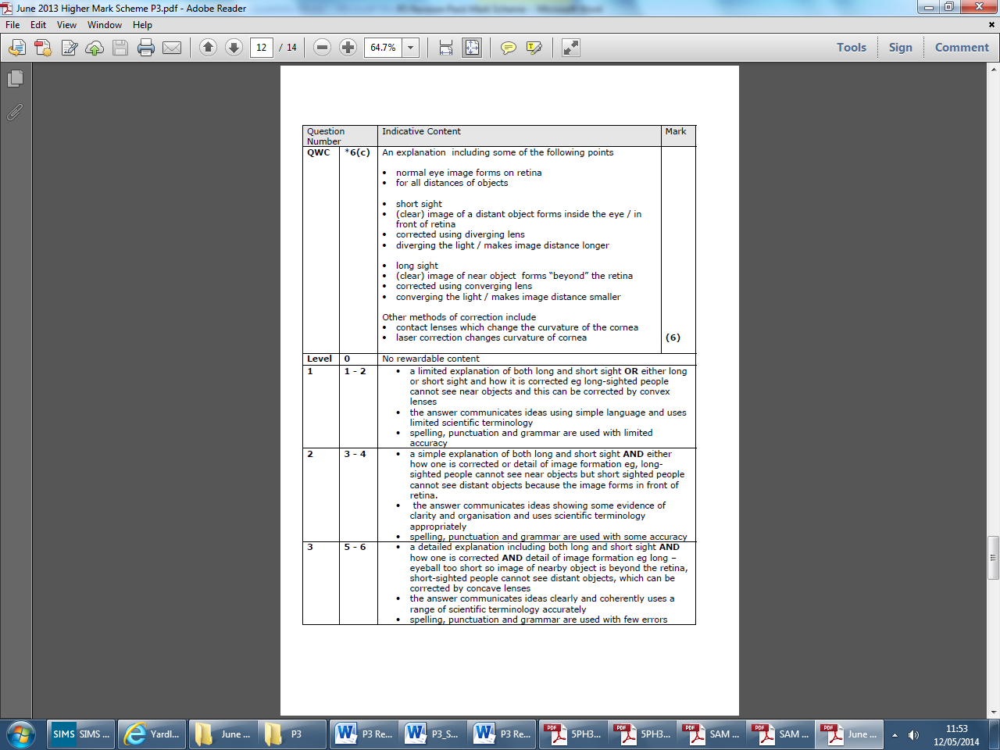 June 2013 Higher Mark Scheme P3.pdf - Adobe Reader
File Edit View Window Help
12 / 14 64.7% Tools Sign Comment
Question Number Indicative Content Mark
QWC *6(c) An explanation including some of the following points
• normal eye image forms on retina
• for all distances of objects
• short sight
• (clear) image of a distant object forms inside the eye / in
front of retina
• corrected using diverging lens
• diverging the light / makes image distance longer
• long sight
• (clear) image of near object forms “beyond” the retina
• corrected using converging lens
• converging the light / makes image distance smaller
Other methods of correction include
• contact lenses which change the curvature of the cornea
• laser correction changes curvature of cornea (6)
Level 0 No rewardable content
1 1 - 2 • a limited explanation of both long and short sight OR either long
or short sight and how it is corrected eg long-sighted people
cannot see near objects and this can be corrected by convex
lenses
• the answer communicates ideas using simple language and uses
limited scientific terminology
• spelling, punctuation and grammar are used with limited
accuracy
2 3 - 4 • a simple explanation of both long and short sight AND either
how one is corrected or detail of image formation eg, long-
sighted people cannot see near objects but short sighted people
cannot see distant objects because the image forms in front of
retina.
• the answer communicates ideas showing some evidence of
clarity and organisation and uses scientific terminology
appropriately
• spelling, punctuation and grammar are used with some accuracy
3 5 - 6 • a detailed explanation including both long and short sight AND
how one is corrected AND detail of image formation eg long –
eyeball too short so image of nearby object is beyond the retina,
short-sighted people cannot see distant objects, which can be
corrected by concave lenses
• the answer communicates ideas clearly and coherently uses a
range of scientific terminology accurately
• spelling, punctuation and grammar are used with few errors
SIMS SIMS ... Yardl... June ... P3 P3 Re... P3_S... P3 Re... 5PH3... 5PH3... SAM ... SAM ... June ... 11:53
12/05/2014